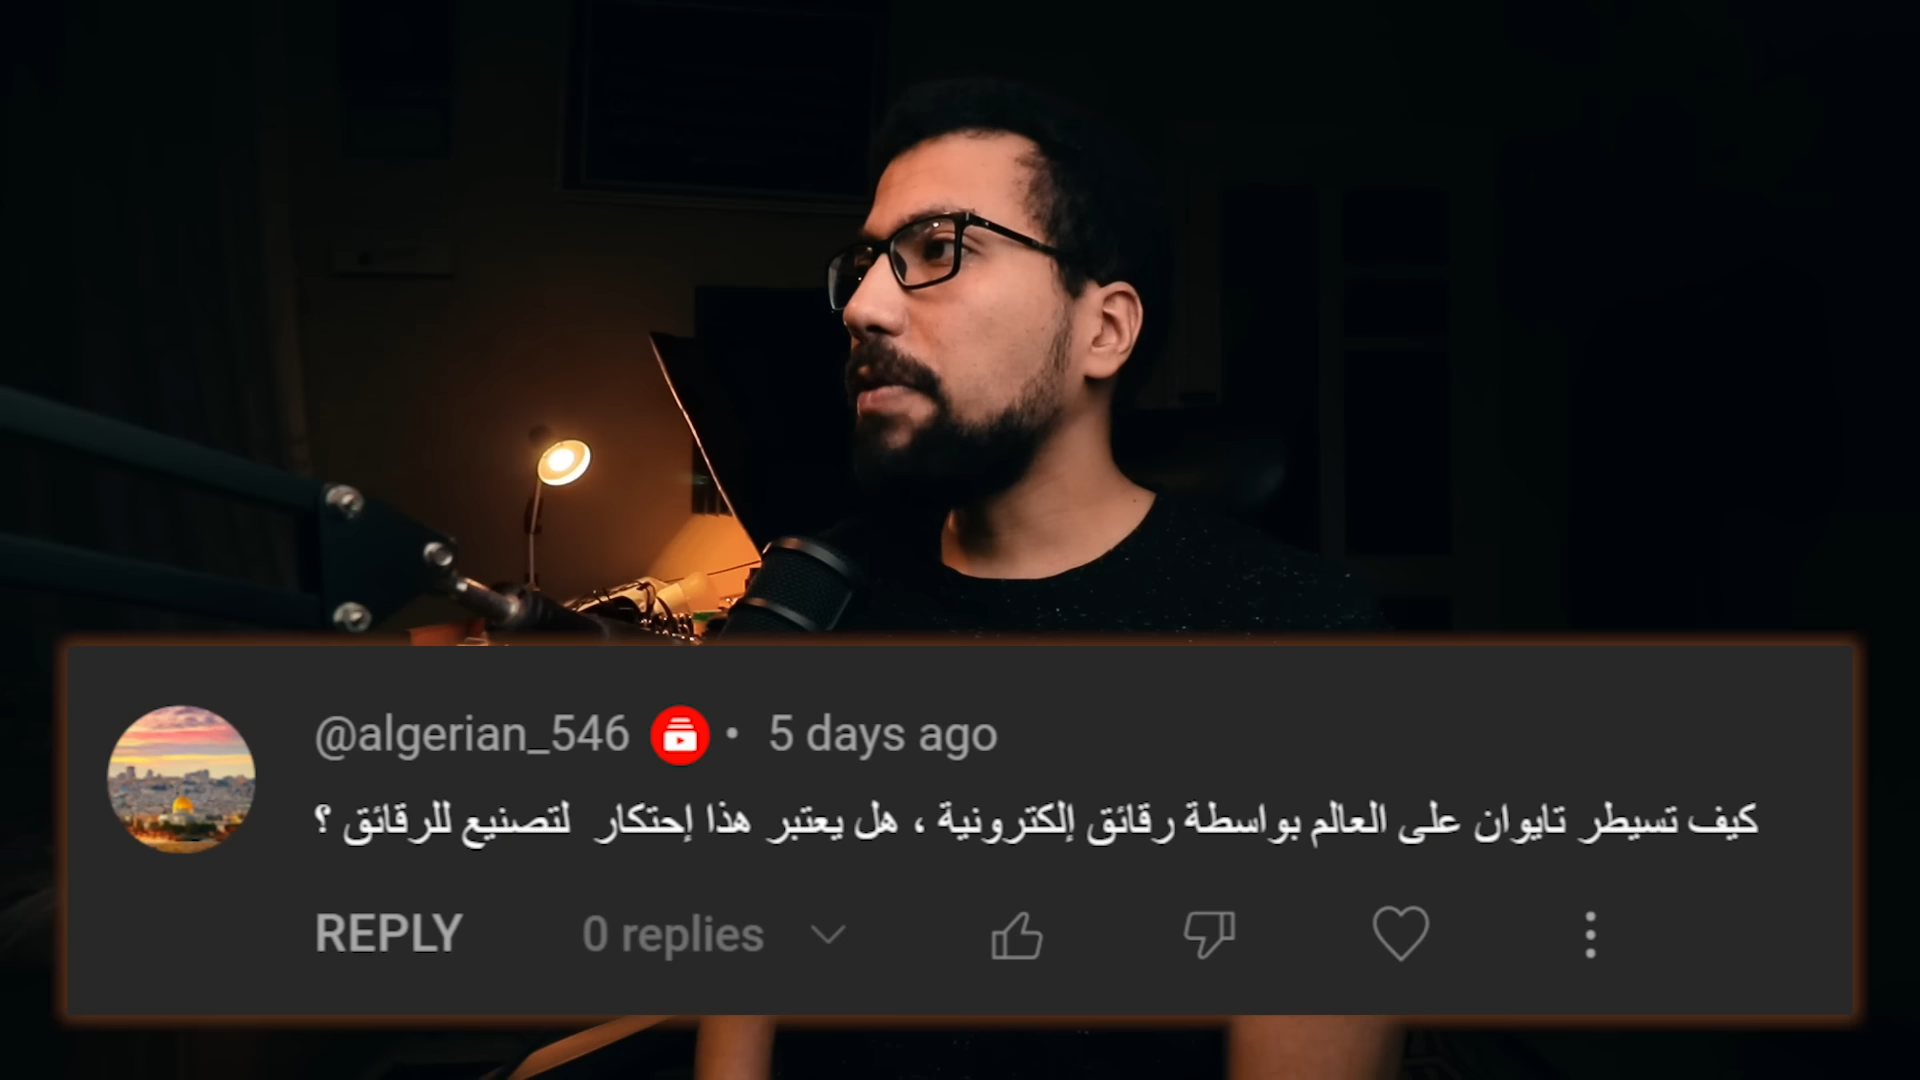 @algerian_546 • 5 days ago
كيف تسيطر تايوان على العالم بواسطة رقائق إلكترونية ، هل يعتبر هذا إحتكار لتصنيع للرقائق ؟
REPLY 0 replies